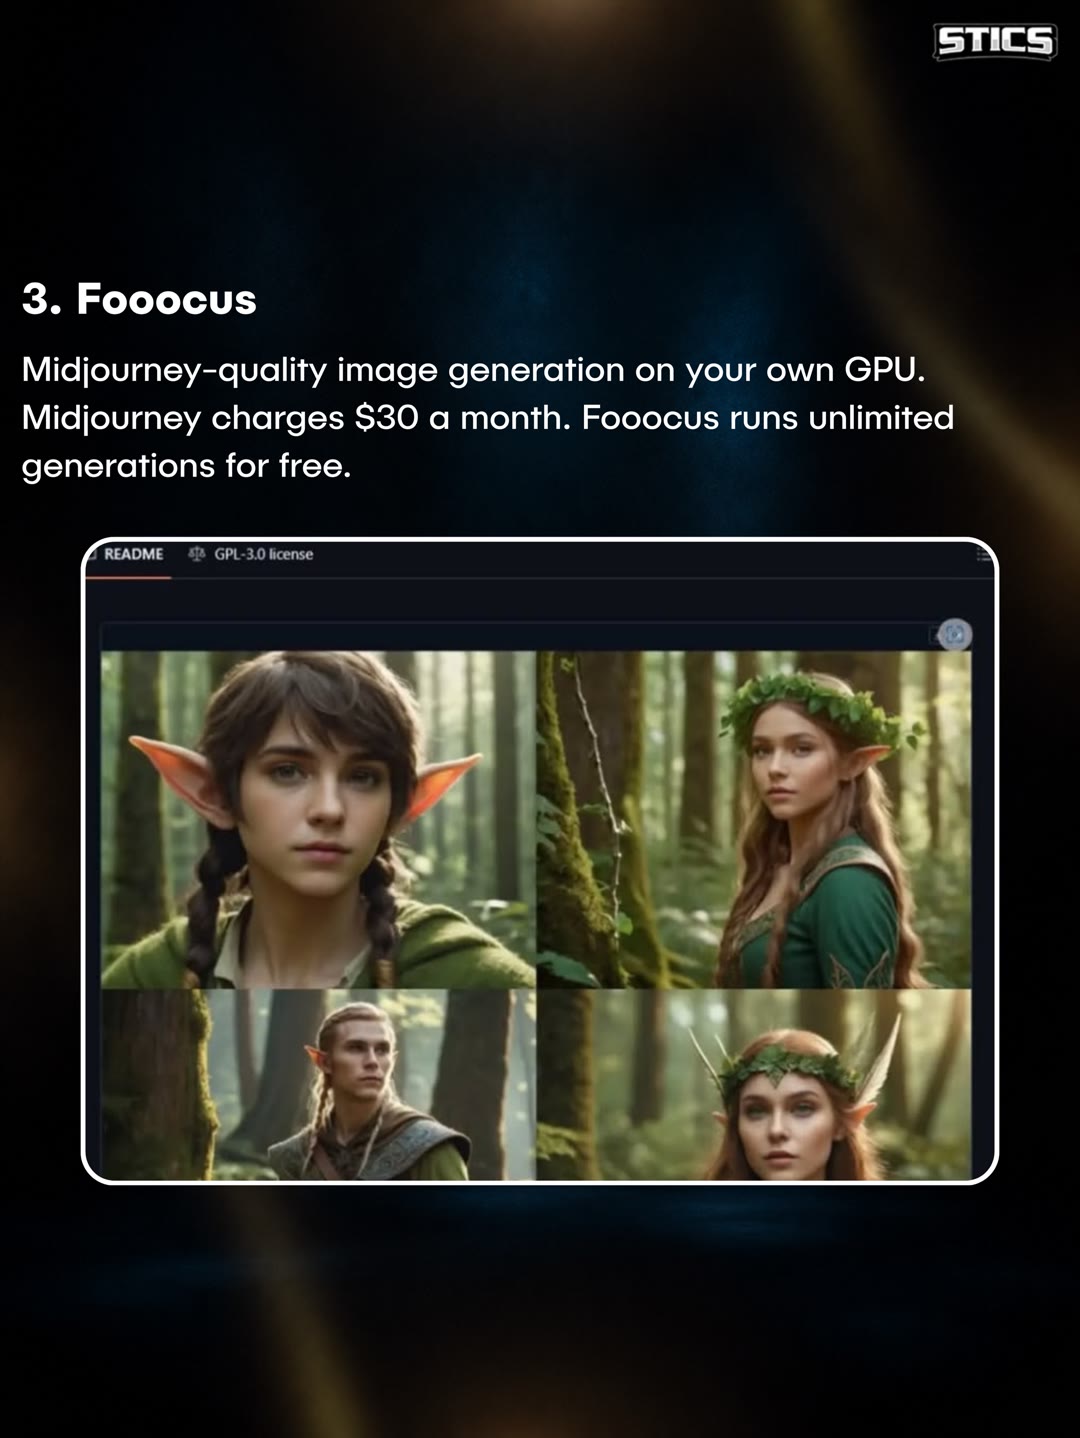 STICS
3. Fooocus
Midjourney-quality image generation on your own GPU.
Midjourney charges $30 a month. Fooocus runs unlimited
generations for free.
README GPL-3.0 license